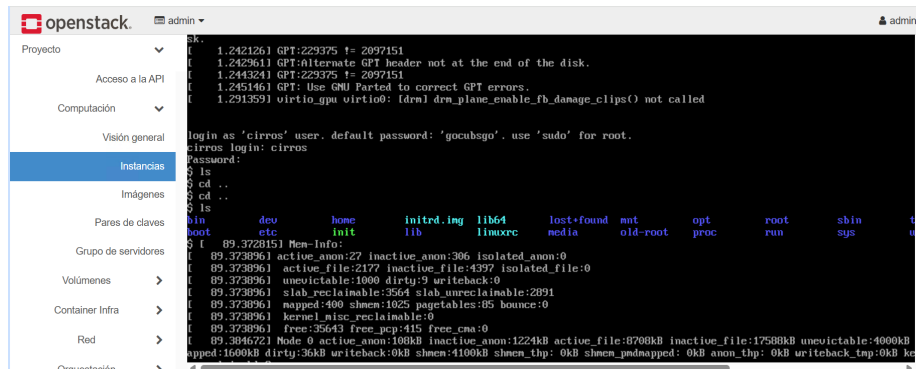 openstack.
admin
admin
Proyecto
Acceso a la API
Computación
Visión general
Instancias
Imágenes
Pares de claves
Grupo de servidores
Volúmenes
Container Infra
Red
Orquestación
sk.
[    1.242126] GPT:229375 != 2097151
[    1.242961] GPT:Alternate GPT header not at the end of the disk.
[    1.244324] GPT:229375 != 2097151
[    1.245146] GPT: Use GNU Parted to correct GPT errors.
[    1.291359] virtio_gpu virtio0: [drm] drm_plane_enable_fb_damage_clips() not called
login as 'cirros' user. default password: 'gocubsgo'. use 'sudo' for root.
cirros login: cirros
Password:
$ ls
$ cd ..
$ cd ..
$ ls
bin dev home initrd.img lib64 lost+found mnt opt root sbin t
boot etc init lib linuxrc media old-root proc run sys u
$ [   89.372815] Mem-Info:
[   89.373896] active_anon:27 inactive_anon:306 isolated_anon:0
[   89.373896]  active_file:2177 inactive_file:4397 isolated_file:0
[   89.373896]  unevictable:1000 dirty:9 writeback:0
[   89.373896]  slab_reclaimable:3564 slab_unreclaimable:2891
[   89.373896]  mapped:400 shmem:1025 pagetables:85 bounce:0
[   89.373896]  kernel_misc_reclaimable:0
[   89.373896]  free:35643 free_pcp:415 free_cma:0
[   89.384672] Node 0 active_anon:108kB inactive_anon:1224kB active_file:8708kB inactive_file:17588kB unevictable:4000kB
apped:1600kB dirty:36kB writeback:0kB shmem:4100kB shmem_thp: 0kB shmem_pmdmapped: 0kB anon_thp: 0kB writeback_tmp:0kB ke